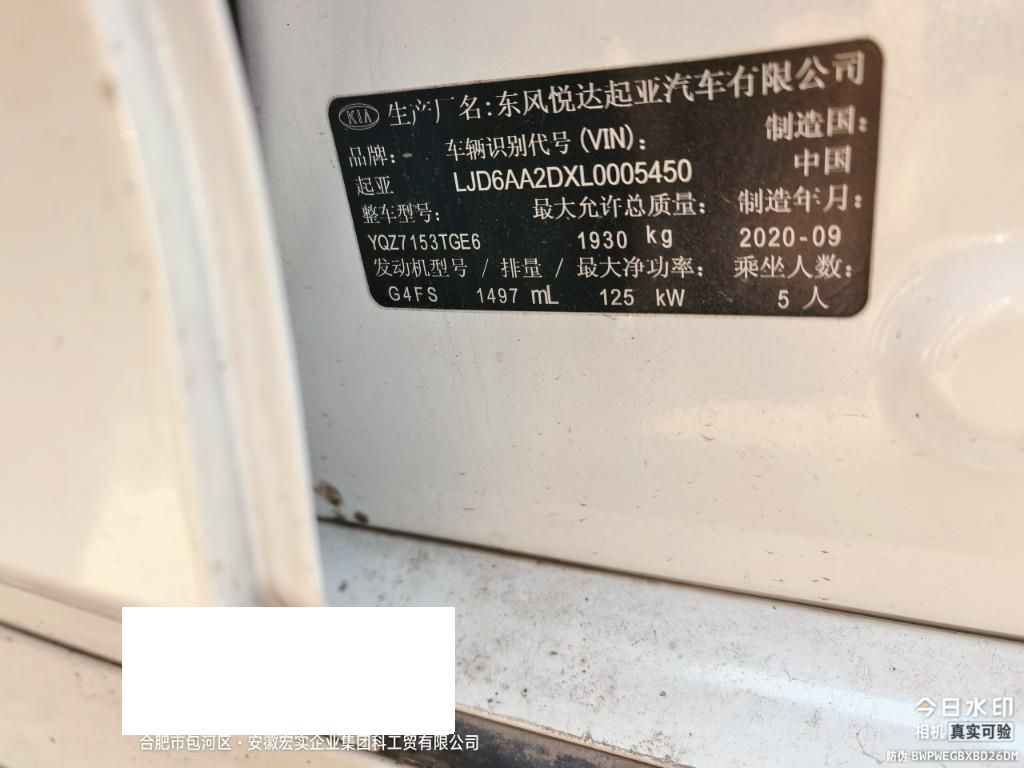 KIA 生产厂名:东风悦达起亚汽车有限公司
品牌: 车辆识别代号(VIN): 制造国:
起亚 LJD6AA2DXL0005450 中国
整车型号: 最大允许总质量: 制造年月:
YQZ7153TGE6 1930 kg 2020-09
发动机型号 / 排量 / 最大净功率: 乘坐人数:
G4FS 1497 mL 125 kW 5 人
合肥市包河区·安徽宏实企业集团科工贸有限公司
今日水印
相机 真实可验
防伪 BWPWEGBXBD26DM